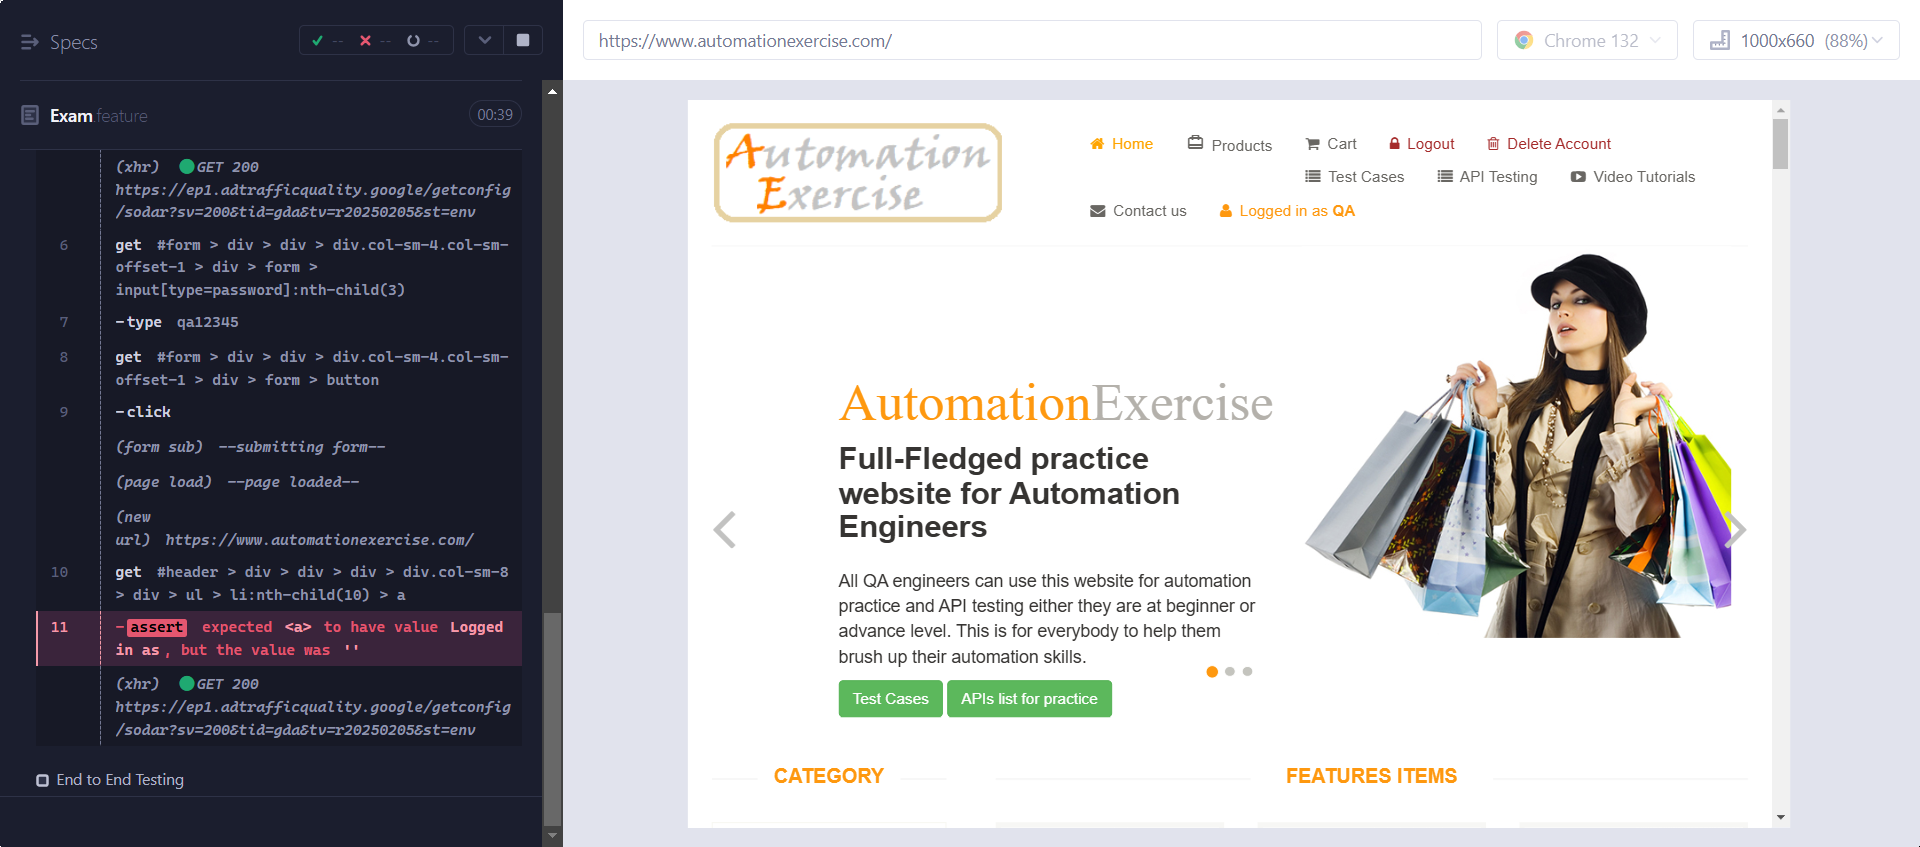 Specs
-- -- --
Exam.feature
00:39
(xhr) GET 200
https://ep1.adtrafficquality.google/getconfig
/sodar?sv=200&tid=gda&tv=r20250205&st=env
6 get #form > div > div > div.col-sm-4.col-sm-
offset-1 > div > form >
input[type=password]:nth-child(3)
7 -type qa12345
8 get #form > div > div > div.col-sm-4.col-sm-
offset-1 > div > form > button
9 -click
(form sub) --submitting form--
(page load) --page loaded--
(new
url) https://www.automationexercise.com/
10 get #header > div > div > div > div.col-sm-8
> div > ul > li:nth-child(10) > a
11 -assert expected <a> to have value Logged
in as, but the value was ''
(xhr) GET 200
https://ep1.adtrafficquality.google/getconfig
/sodar?sv=200&tid=gda&tv=r20250205&st=env
End to End Testing
https://www.automationexercise.com/
Chrome 132
1000x660 (88%)
Automation
Exercise
Home Products Cart Logout Delete Account
Test Cases API Testing Video Tutorials
Contact us Logged in as QA
AutomationExercise
Full-Fledged practice
website for Automation
Engineers
All QA engineers can use this website for automation
practice and API testing either they are at beginner or
advance level. This is for everybody to help them
brush up their automation skills.
Test Cases APIs list for practice
CATEGORY
FEATURES ITEMS